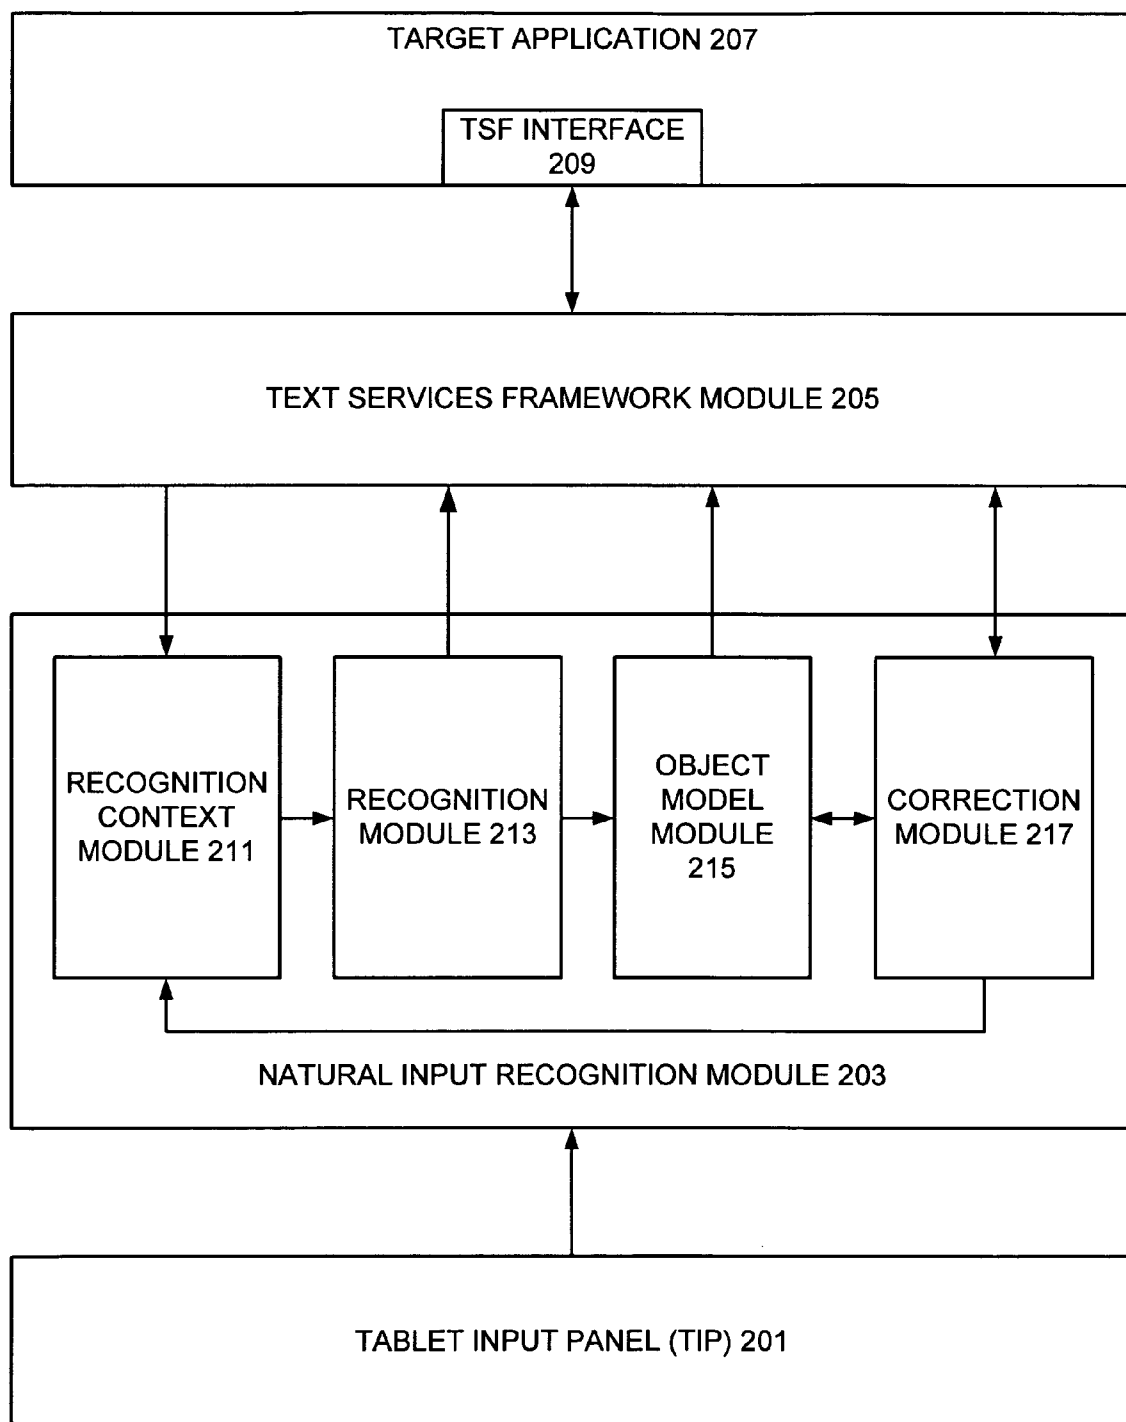 TARGET APPLICATION 207
TSF INTERFACE
209
TEXT SERVICES FRAMEWORK MODULE 205
RECOGNITION
CONTEXT
MODULE 211
RECOGNITION
MODULE 213
OBJECT
MODEL
MODULE
215
CORRECTION
MODULE 217
NATURAL INPUT RECOGNITION MODULE 203
TABLET INPUT PANEL (TIP) 201